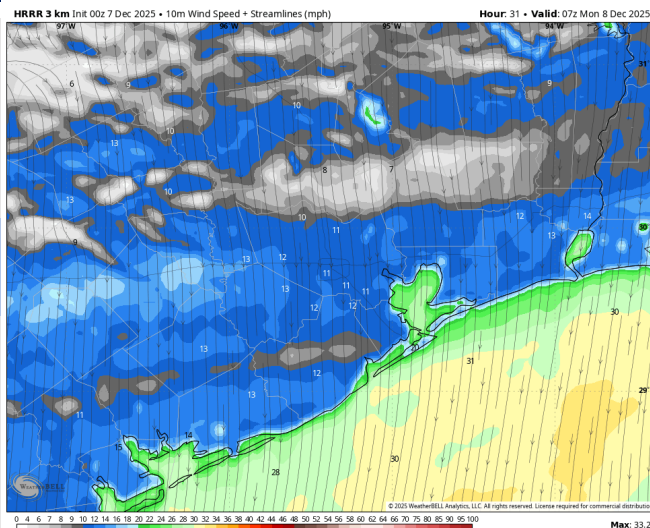 HRRR 3 km Init 00z 7 Dec 2025 • 10m Wind Speed + Streamlines (mph) Hour: 31 • Valid: 07z Mon 8 Dec 2025
97°W 96°W 95°W 94°W
31
6 9 9
10
10
13
14
8 7
10
13
10 11 12 14
13 30
9
13 12
11
13 11 11
12 12
30
13
31
12
29°
13
11
14
15
30
28
WEATHERBELL
© 2025 WeatherBELL Analytics, LLC. All rights reserved. License required for commercial distributio
0 4 6 7 8 9 10 12 14 16 18 20 22 24 26 28 30 32 34 36 38 40 42 44 46 48 50 52 54 56 58 60 62 64 66 68 70 75 80 85 90 95 100
Max: 33.2